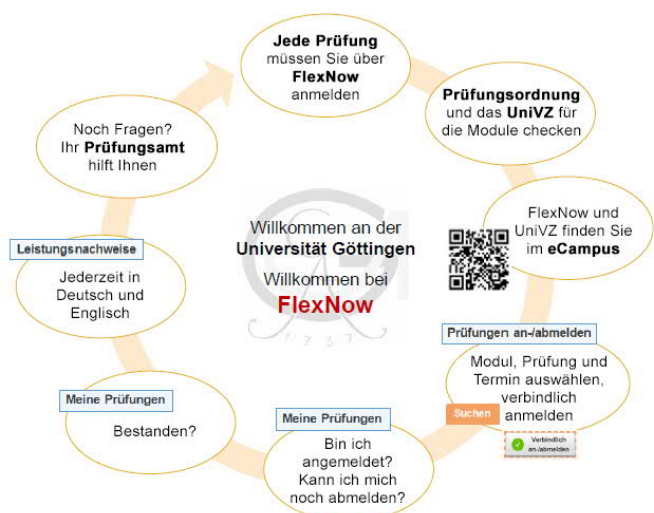 Jede Prüfung
müssen Sie über
FlexNow
anmelden
Prüfungsordnung
und das UniVZ für
die Module checken
FlexNow und
UniVZ finden Sie
im eCampus
Prüfungen an-/abmelden
Modul, Prüfung und
Termin auswählen,
verbindlich
anmelden
Suchen
Verbindlich
an-/abmelden
Meine Prüfungen
Bin ich
angemeldet?
Kann ich mich
noch abmelden?
Meine Prüfungen
Bestanden?
Leistungsnachweise
Jederzeit in
Deutsch und
Englisch
Noch Fragen?
Ihr Prüfungsamt
hilft Ihnen
Willkommen an der
Universität Göttingen
Willkommen bei
FlexNow
1737